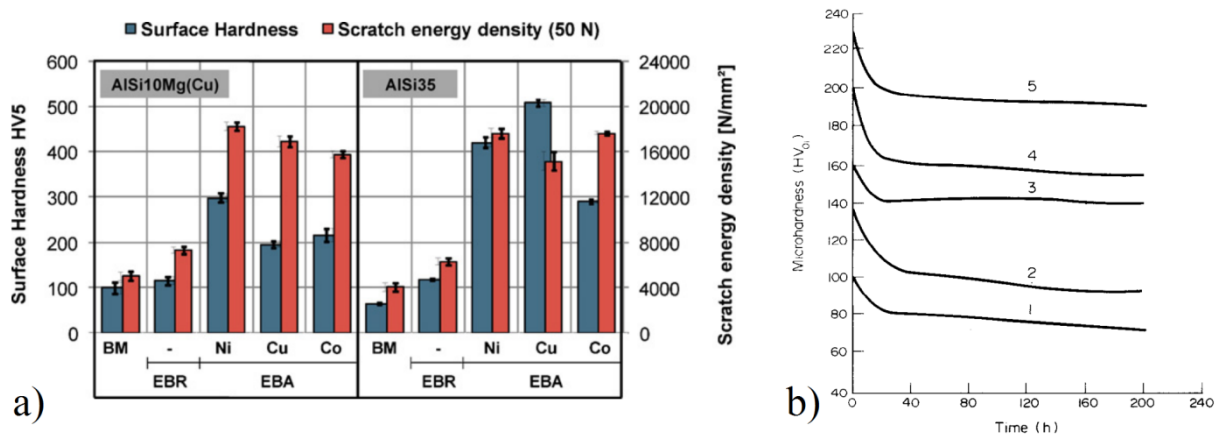 Surface Hardness Scratch energy density (50 N)
600
500
400
300
200
100
0
Surface Hardness HV5
AlSi10Mg(Cu)
AlSi35
24000
20000
16000
12000
8000
4000
0
Scratch energy density [N/mm²]
BM - Ni Cu Co BM - Ni Cu Co
EBR EBA EBR EBA
a)
220
200
180
160
140
120
100
80
60
40
Microhardness (HV
5
4
3
2
1
0 40 80 120 160 200 240
Time (h)
b)